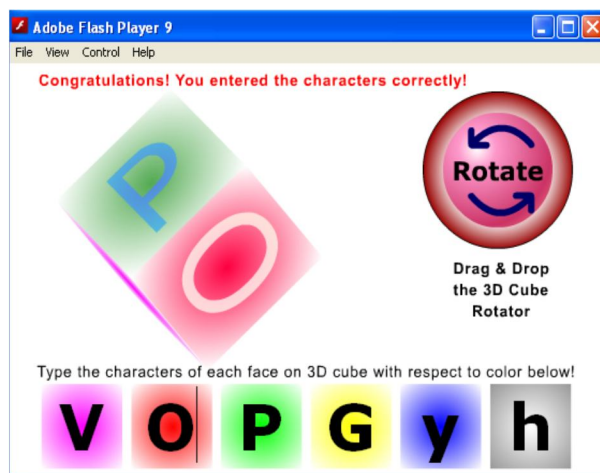 Adobe Flash Player 9
File View Control Help
Congratulations! You entered the characters correctly!
P
O
Rotate
Drag & Drop
the 3D Cube
Rotator
Type the characters of each face on 3D cube with respect to color below!
V O P G y h